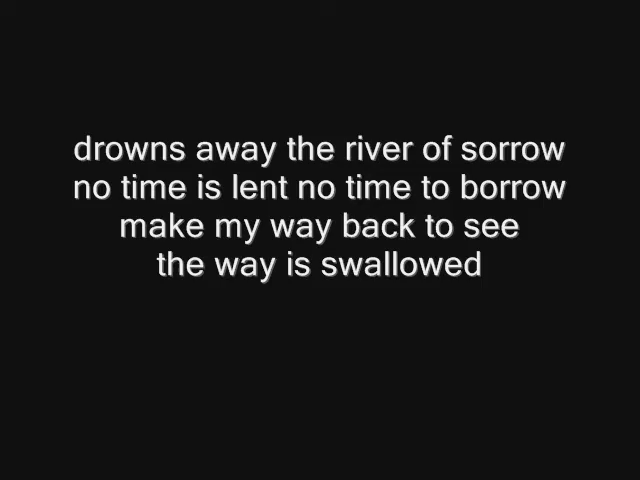 drowns away the river of sorrow
no time is lent no time to borrow
make my way back to see
the way is swallowed